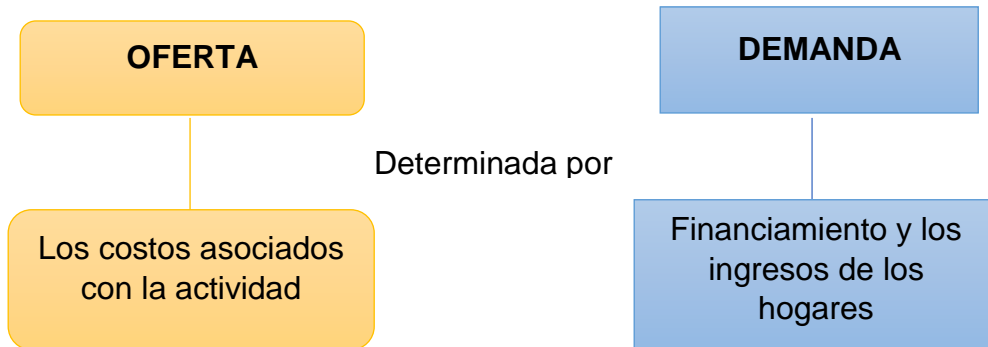 OFERTA
DEMANDA
Determinada por
Los costos asociados
con la actividad
Financiamiento y los
ingresos de los
hogares